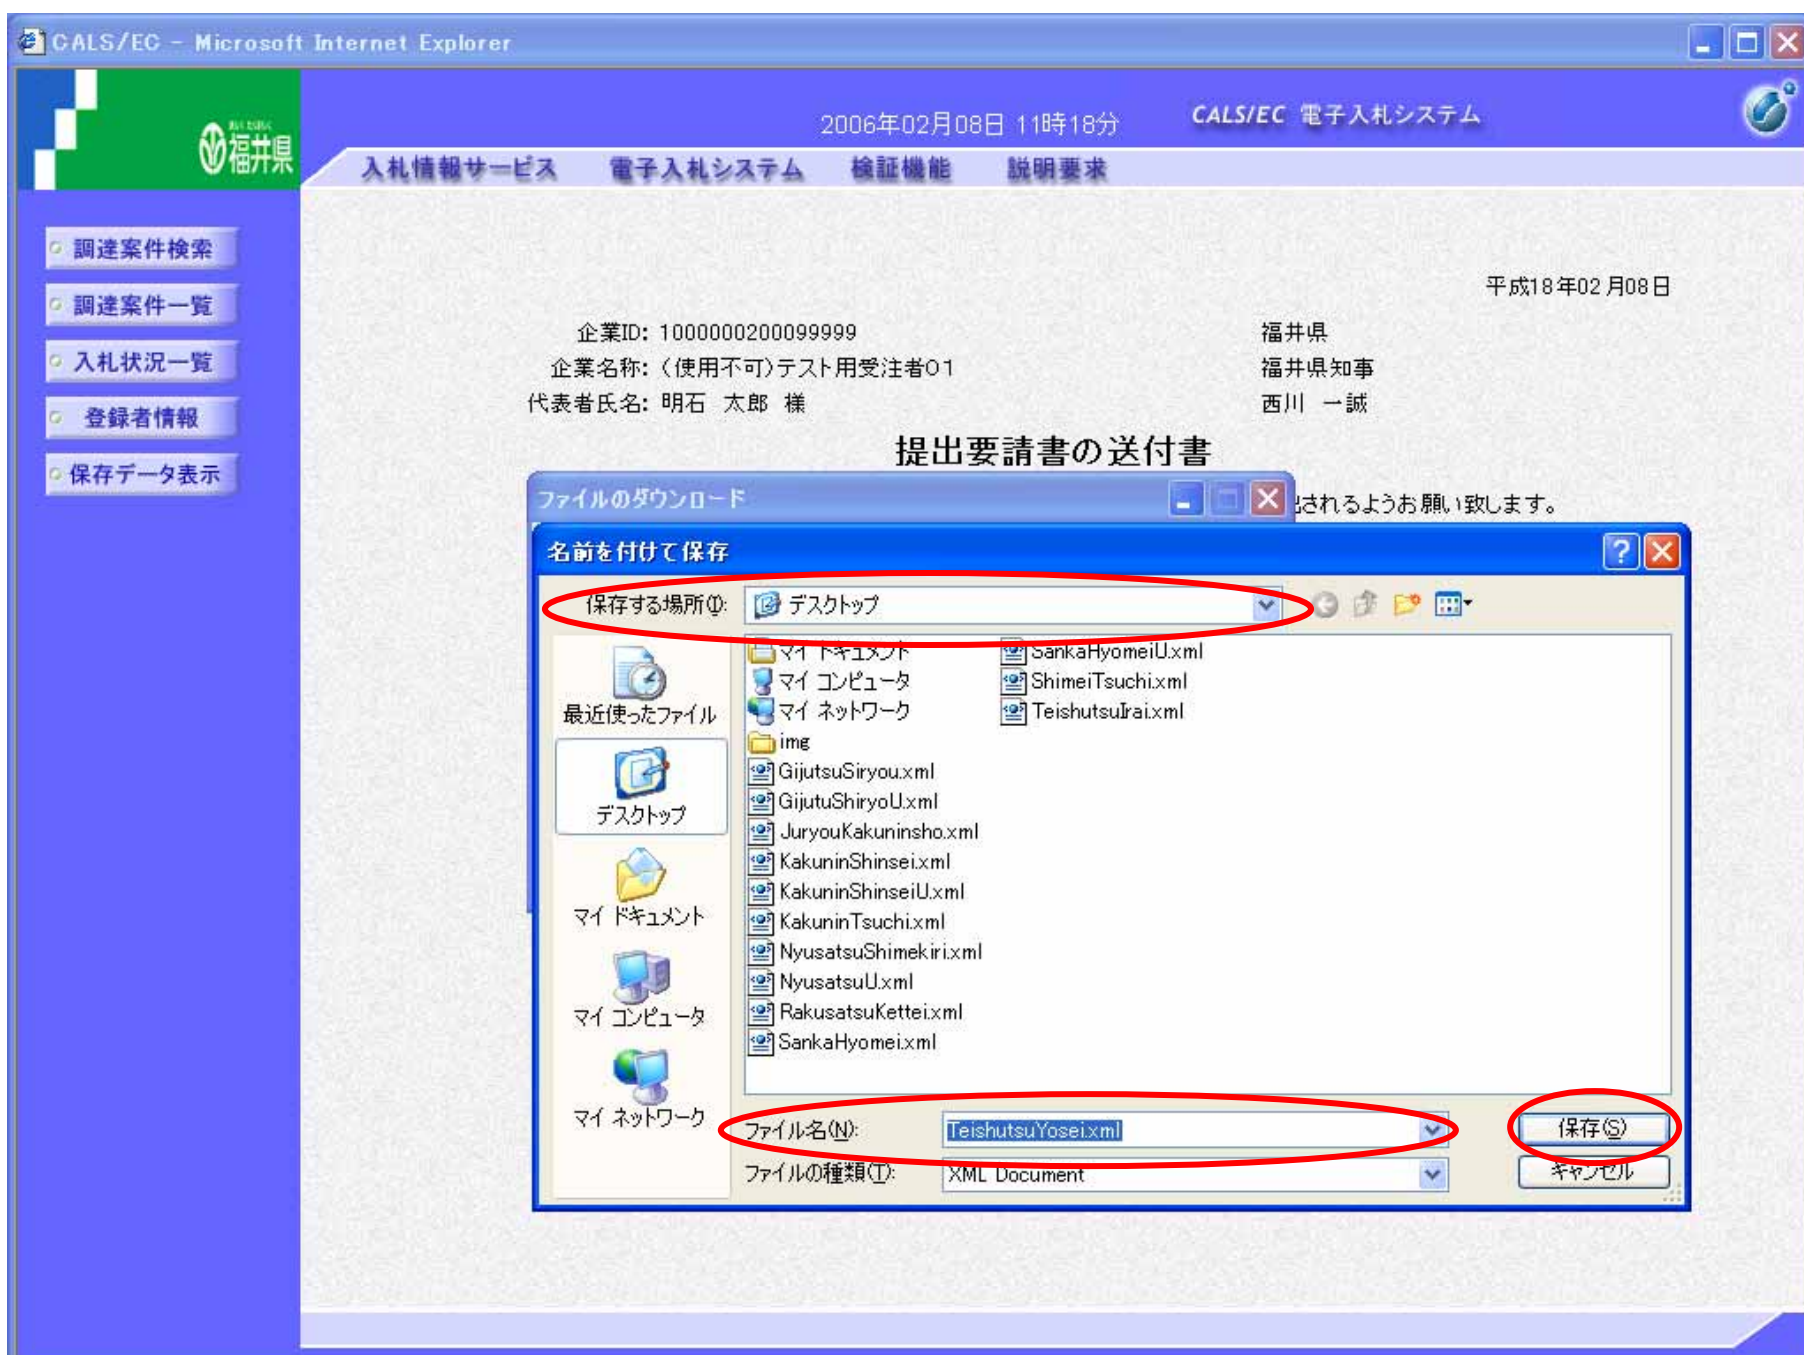 CALS/EC - Microsoft Internet Explorer
福井県
2006年02月08日 11時18分
CALS/EC 電子入札システム
入札情報サービス 電子入札システム 検証機能 説明要求
調達案件検索
調達案件一覧
入札状況一覧
登録者情報
保存データ表示
平成18年02月08日
企業ID: 1000000200099999 福井県
企業名称: (使用不可)テスト用受注者01 福井県知事
代表者氏名: 明石 太郎 様 西川 一誠
提出要請書の送付書
ファイルのダウンロード
されるようお願い致します。
名前を付けて保存
保存する場所(I): デスクトップ
最近使ったファイル
デスクトップ
マイ ドキュメント
マイ コンピュータ
マイ ネットワーク
マイ ドキュメント
マイ コンピュータ
マイ ネットワーク
img
GijutsuSiryou.xml
GijutuShiryoU.xml
JuryouKakuninsho.xml
KakuninShinsei.xml
KakuninShinseiU.xml
KakuninTsuchi.xml
NyusatsuShimekiri.xml
NyusatsuU.xml
RakusatsuKettei.xml
SankaHyomei.xml
SankaHyomeiU.xml
ShimeiTsuchi.xml
TeishutsuIrai.xml
ファイル名(N): TeishutsuYosei.xml 保存(S)
ファイルの種類(T): XML Document キャンセル